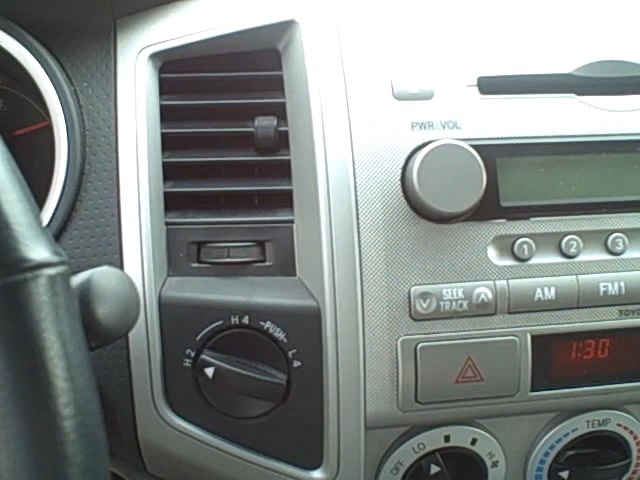 PWR·VOL
1 2 3
SEEK
TRACK
AM
FM1
TOYO
H2
H4
PUSH
L4
1:30
OFF
LO
HI
TEMP